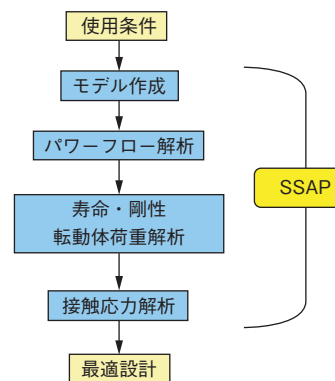 使用条件
モデル作成
パワーフロー解析
寿命・剛性
転動体荷重解析
SSAP
接触応力解析
最適設計